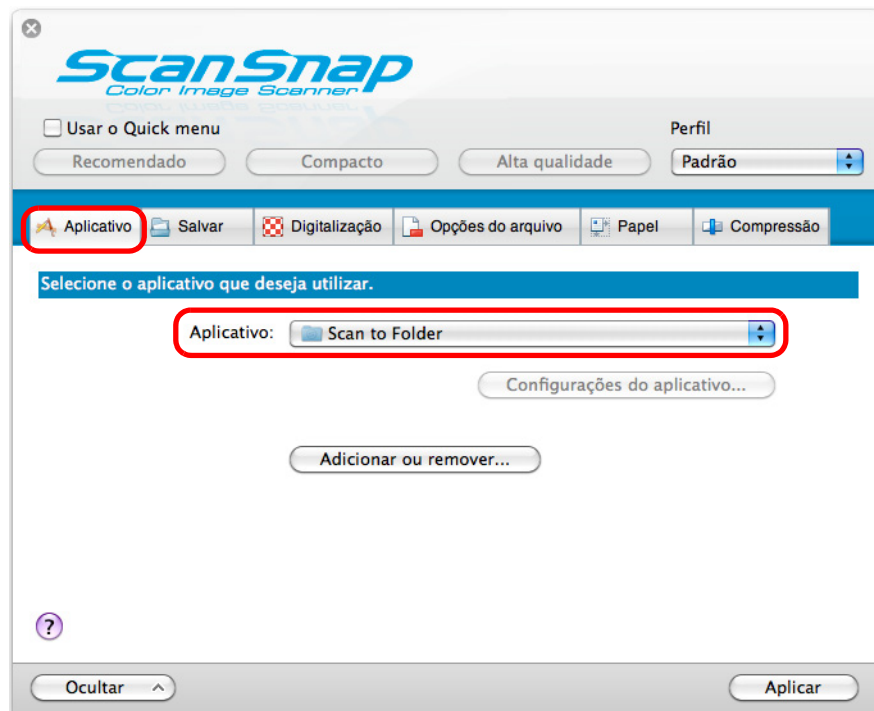 ScanSnap
Color Image Scanner
Usar o Quick menu
Perfil
Recomendado
Compacto
Alta qualidade
Padrão
Aplicativo
Salvar
Digitalização
Opções do arquivo
Papel
Compressão
Selecione o aplicativo que deseja utilizar.
Aplicativo:
Scan to Folder
Configurações do aplicativo...
Adicionar ou remover...
?
Ocultar
Aplicar